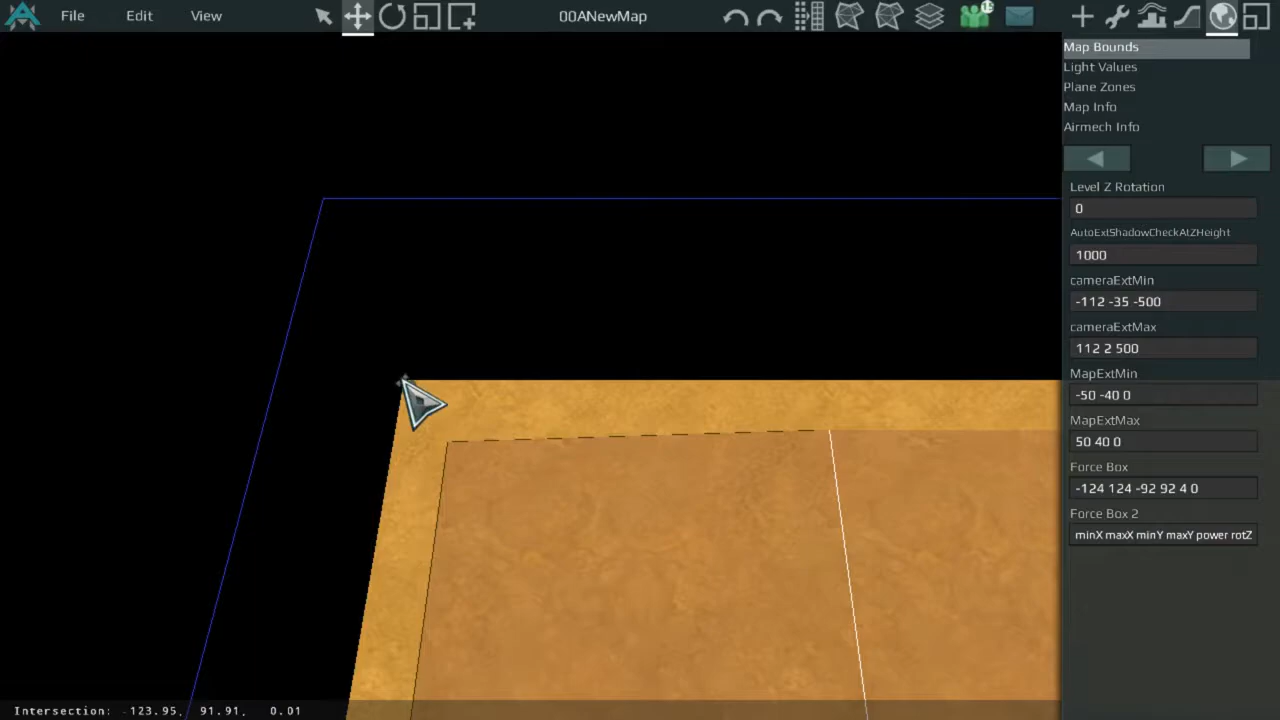 File Edit View 00ANewMap 15
Map Bounds
Light Values
Plane Zones
Map Info
Airmech Info
Level Z Rotation
0
AutoExtShadowCheckAtZHeight
1000
cameraExtMin
-112 -35 -500
cameraExtMax
112 2 500
MapExtMin
-50 -40 0
MapExtMax
50 40 0
Force Box
-124 124 -92 92 4 0
Force Box 2
minX maxX minY maxY power rotZ
Intersection: -123.95, 91.91, 0.01